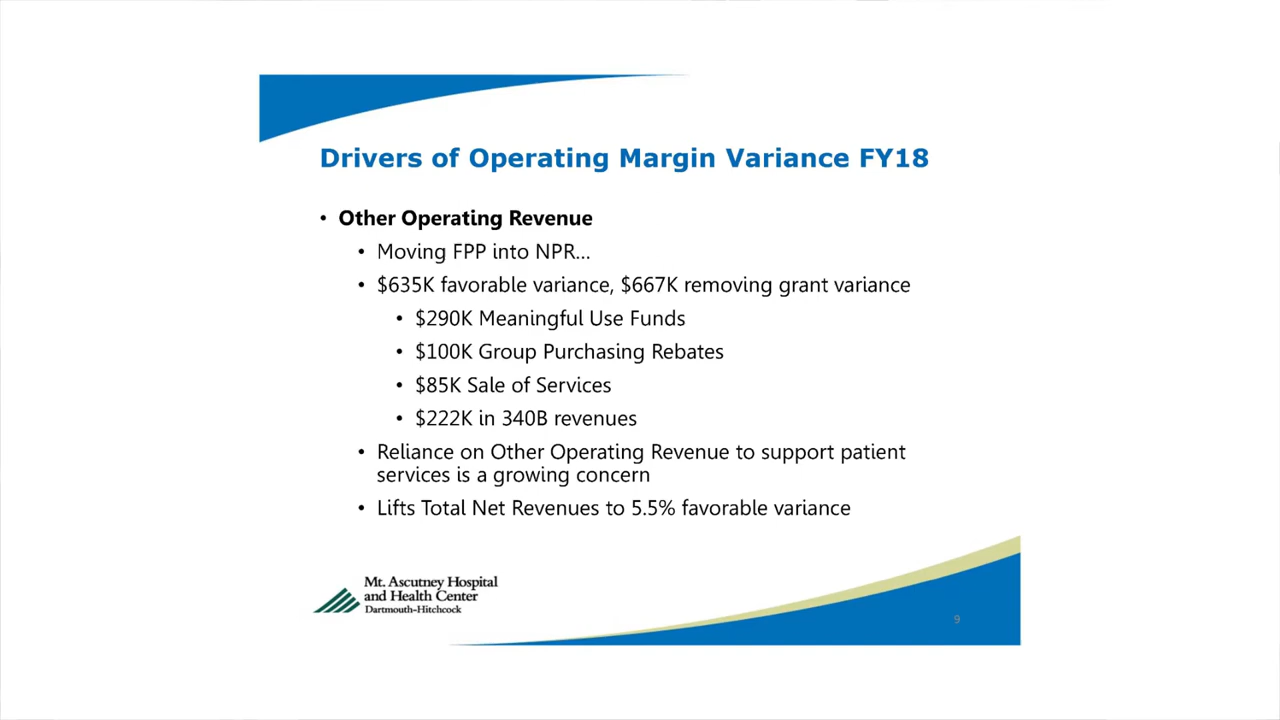 Drivers of Operating Margin Variance FY18
• Other Operating Revenue
• Moving FPP into NPR...
• $635K favorable variance, $667K removing grant variance
• $290K Meaningful Use Funds
• $100K Group Purchasing Rebates
• $85K Sale of Services
• $222K in 340B revenues
• Reliance on Other Operating Revenue to support patient
services is a growing concern
• Lifts Total Net Revenues to 5.5% favorable variance
Mt. Ascutney Hospital
and Health Center
Dartmouth-Hitchcock
9